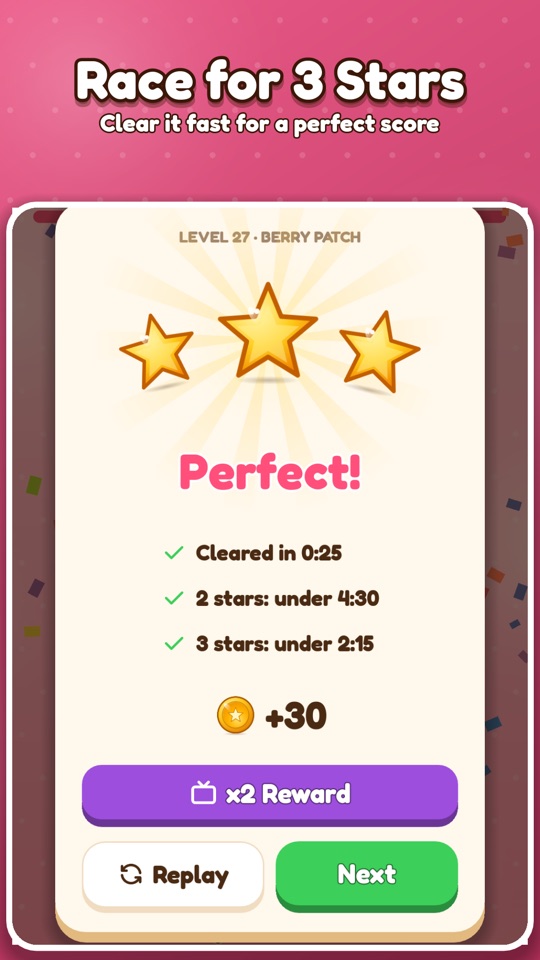 Race for 3 Stars
Clear it fast for a perfect score
LEVEL 27 · BERRY PATCH
Perfect!
Cleared in 0:25
2 stars: under 4:30
3 stars: under 2:15
+30
x2 Reward
Replay
Next